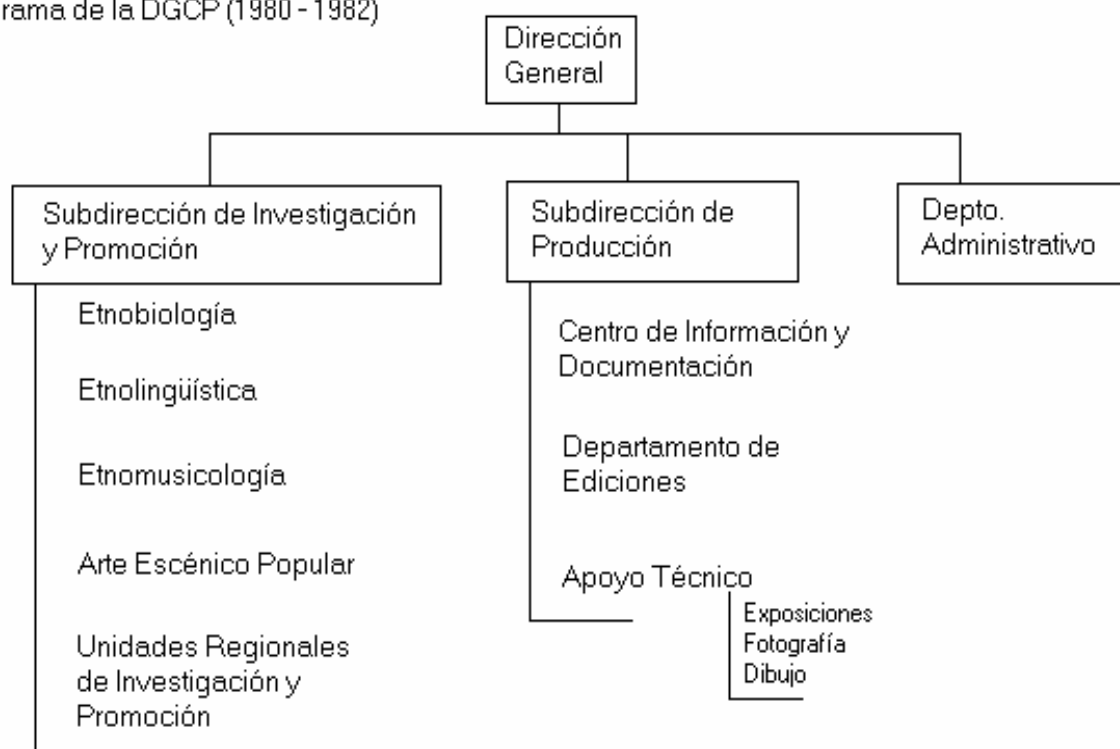 rama de la DGCP (1980 - 1982)
Dirección
General
Subdirección de Investigación
y Promoción
Etnobiología
Etnolingüística
Etnomusicología
Arte Escénico Popular
Unidades Regionales
de Investigación y
Promoción
Subdirección de
Producción
Centro de Información y
Documentación
Departamento de
Ediciones
Apoyo Técnico
Exposiciones
Fotografía
Dibujo
Depto.
Administrativo